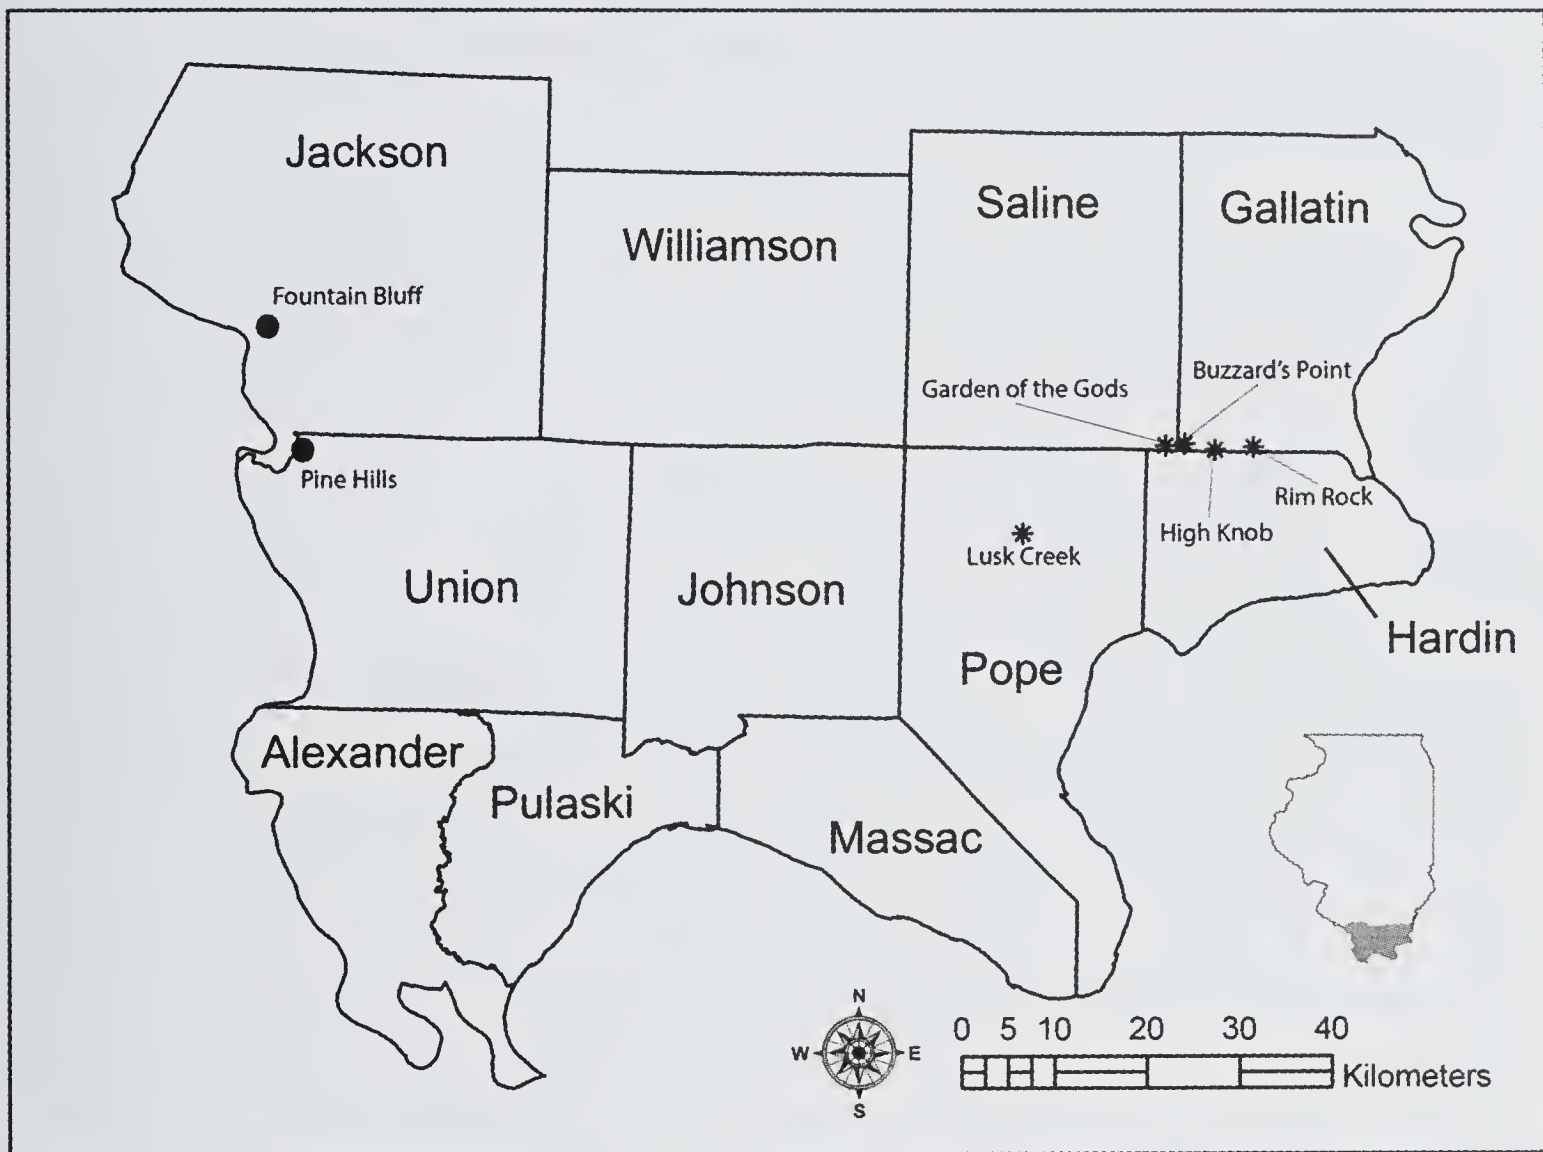 Jackson
Saline
Gallatin
Williamson
Fountain Bluff
Buzzard's Point
Garden of the Gods
Pine Hills
Rim Rock
High Knob
Lusk Creek
Union
Johnson
Hardin
Pope
Alexander
Pulaski
Massac
N
W E
S
0 5 10 20 30 40
Kilometers